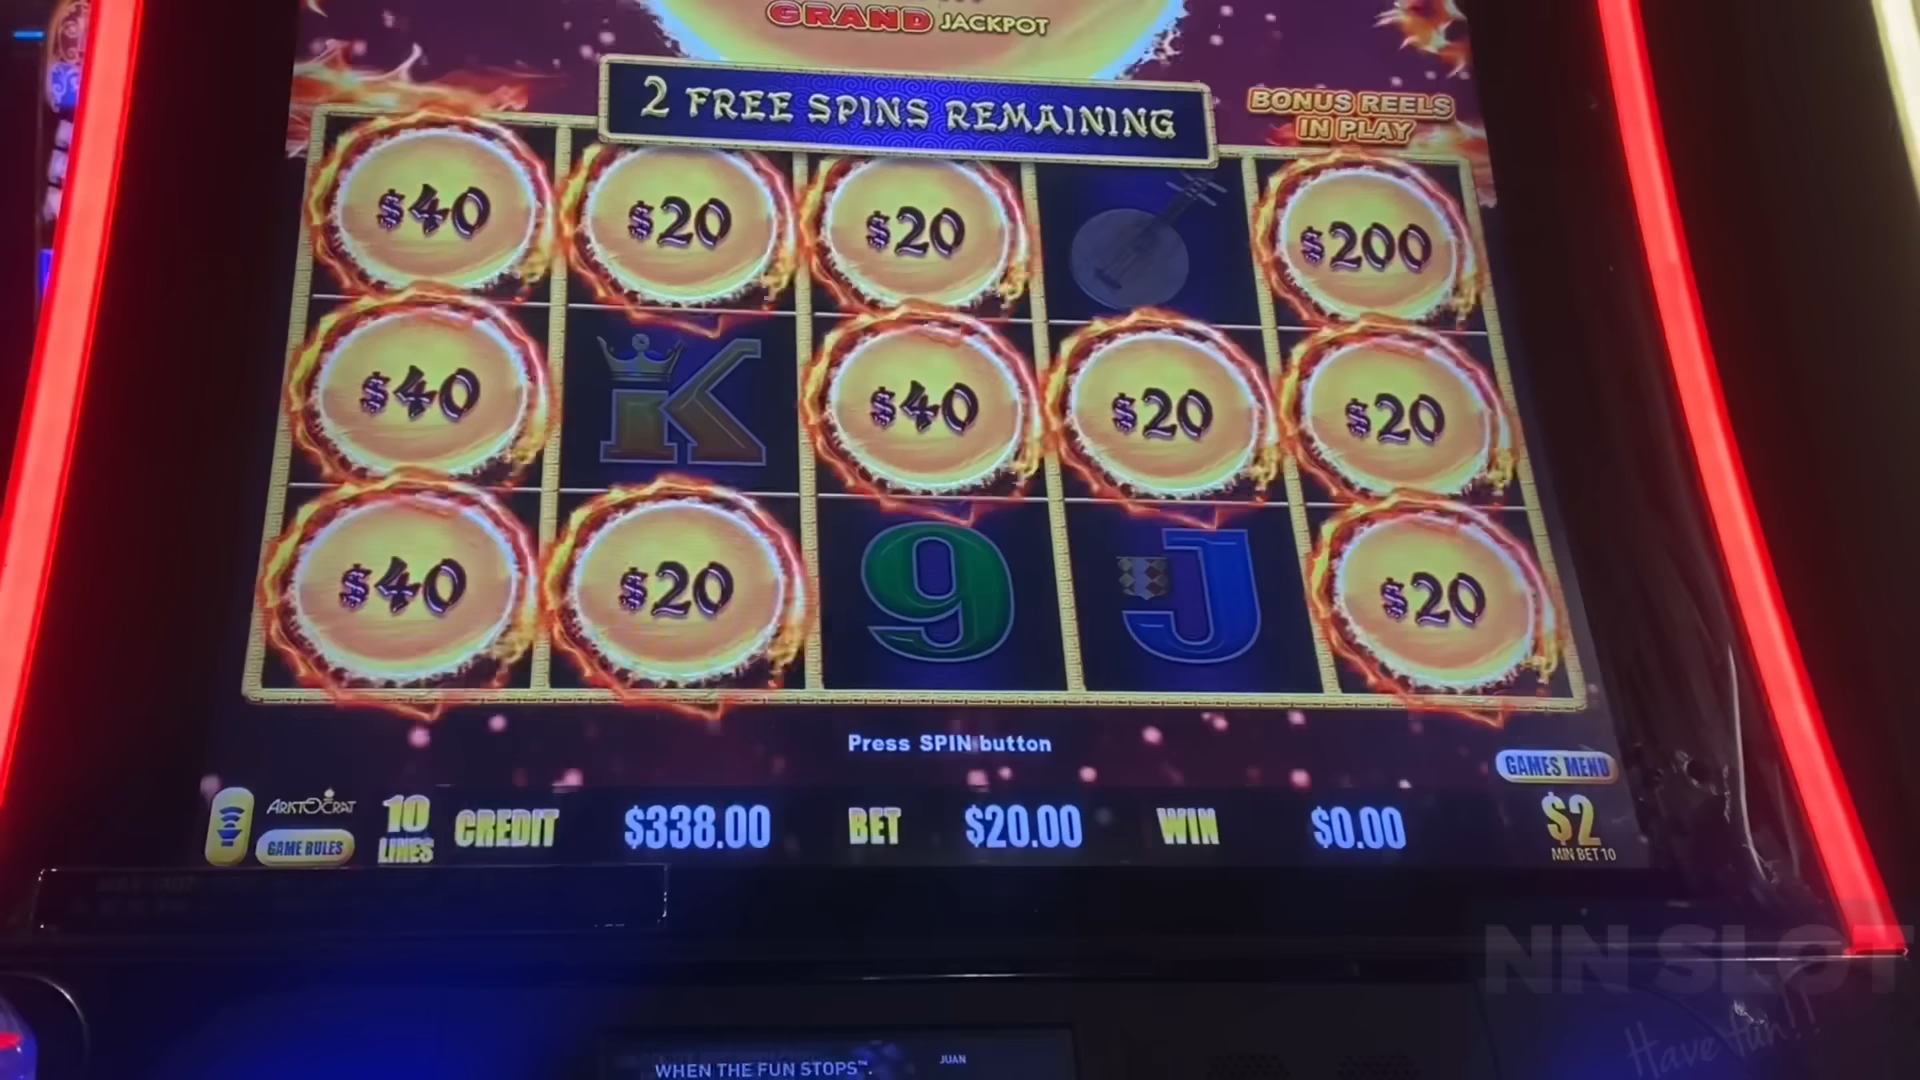 GRAND JACKPOT
2 FREE SPINS REMAINING
BONUS REELS
IN PLAY
$40 $20 $20 $200
$40 K $40 $20 $20
$40 $20 9 J $20
Press SPIN button
GAMES MENU
ARISTOCRAT
GAME RULES
10
LINES
CREDIT $338.00 BET $20.00 WIN $0.00
$2
MIN BET 10
NN SLOT
Have fun!!
WHEN THE FUN STOPS™.
JUAN